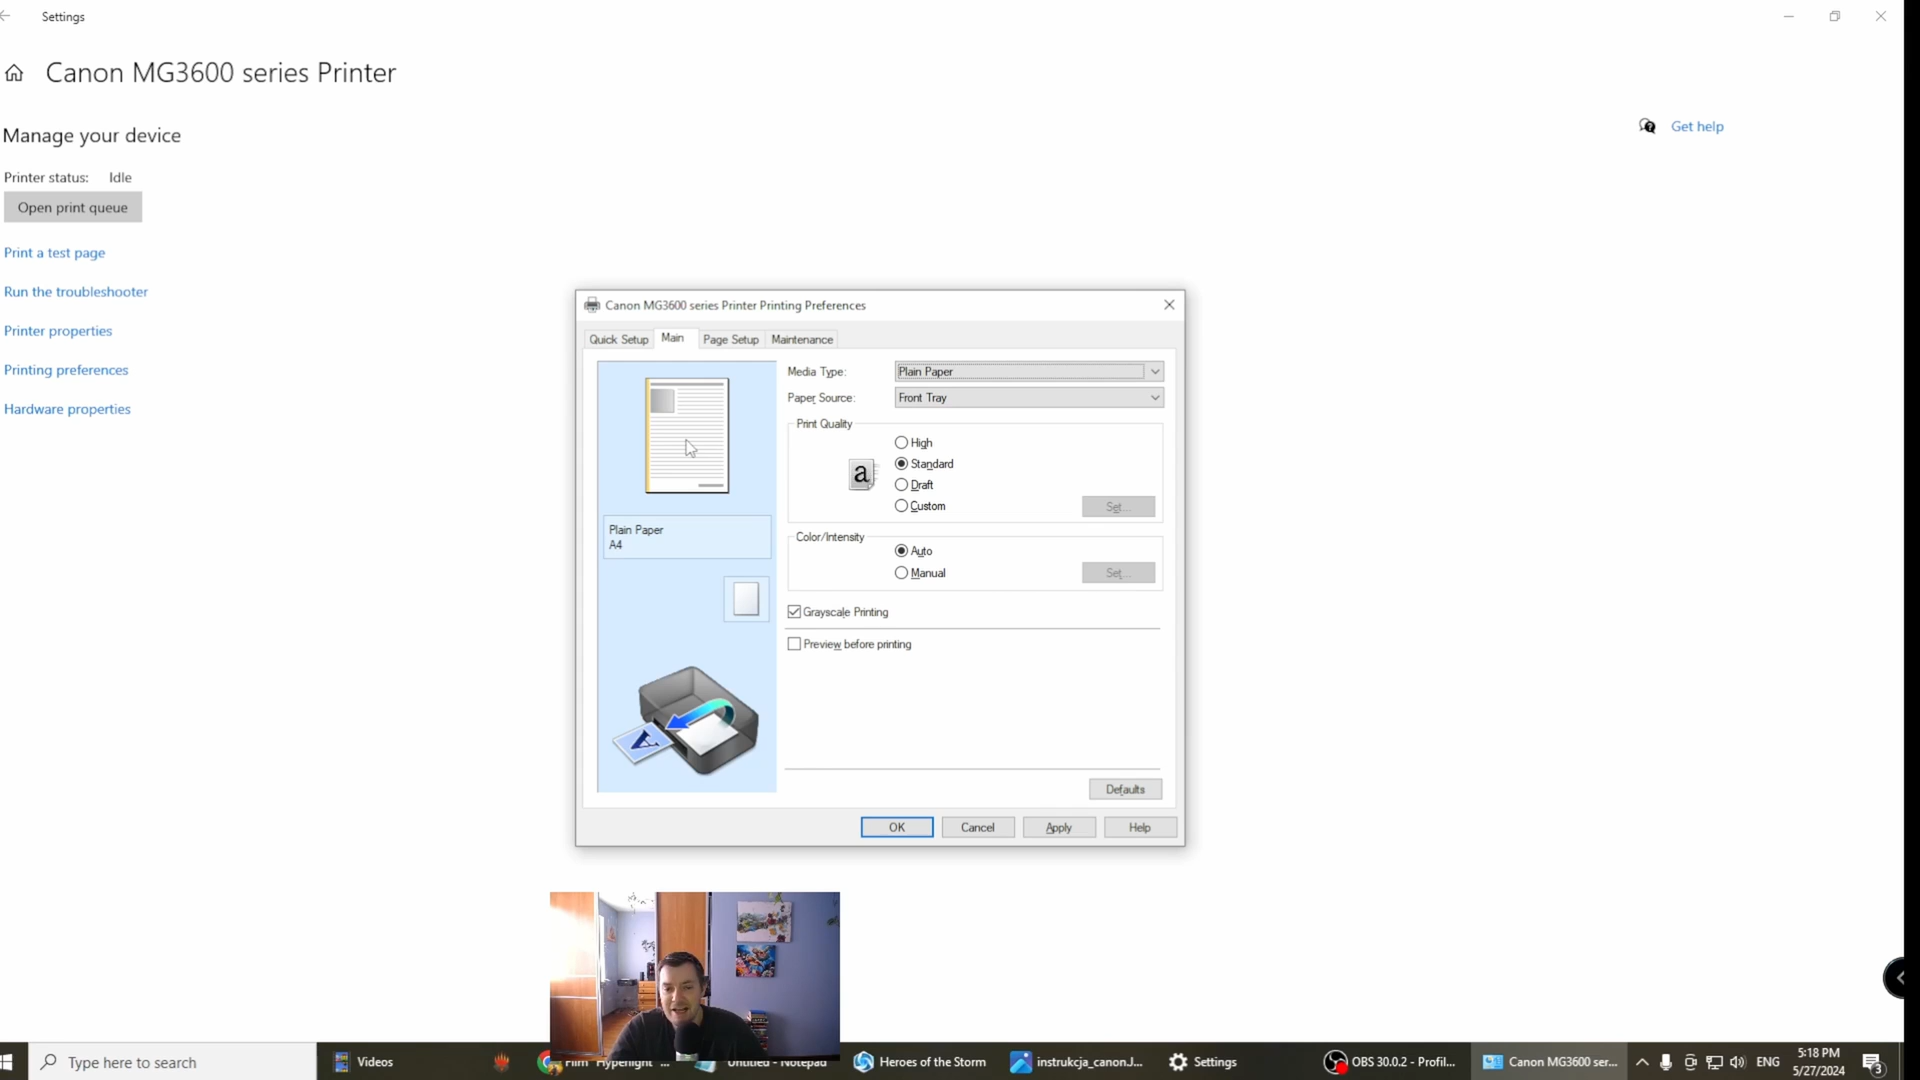 Settings
Canon MG3600 series Printer
Manage your device
Get help
Printer status: Idle
Open print queue
Print a test page
Run the troubleshooter
Printer properties
Printing preferences
Hardware properties
Canon MG3600 series Printer Printing Preferences
Quick Setup Main Page Setup Maintenance
Media Type: Plain Paper
Paper Source: Front Tray
Print Quality
High
a Standard
Draft
Custom Set...
Plain Paper
A4
Color/Intensity
Auto
Manual Set...
Grayscale Printing
Preview before printing
A
Defaults
OK Cancel Apply Help
Type here to search
Videos
Film Hyperlight ...
Untitled - Notepad
Heroes of the Storm
instrukcja_canon.J...
Settings
OBS 30.0.2 - Profil...
Canon MG3600 ser...
ENG
5:18 PM
5/27/2024
3